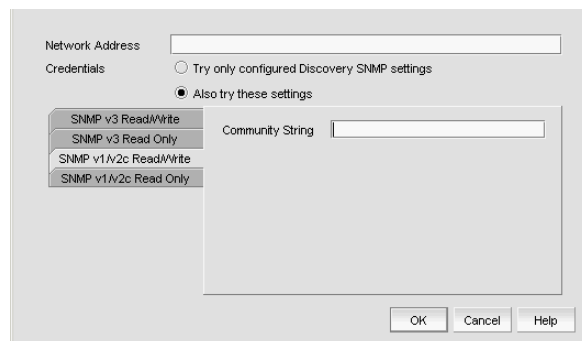 Network Address
Credentials
Try only configured Discovery SNMP settings
Also try these settings
SNMP v3 Read/Write
SNMP v3 Read Only
SNMP v1/v2c Read/Write
SNMP v1/v2c Read Only
Community String
OK
Cancel
Help